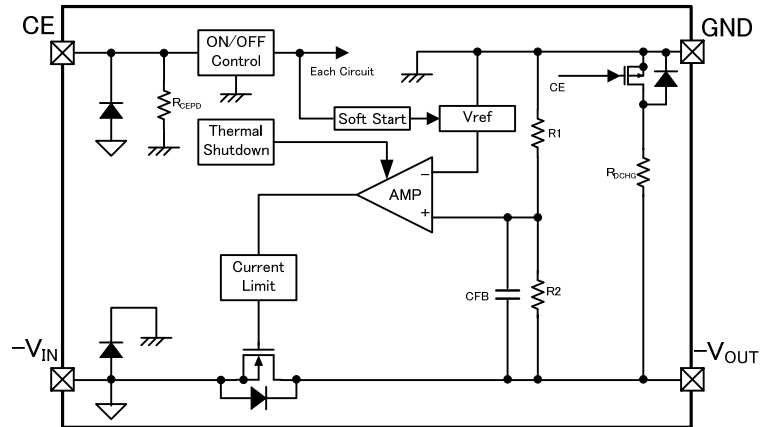 CE
GND
ON/OFF
Control
Each Circuit
R_CEPD
CE
Soft Start
Vref
R1
Thermal
Shutdown
R_DCHG
AMP
−
+
Current
Limit
CFB
R2
−V_IN
−V_OUT